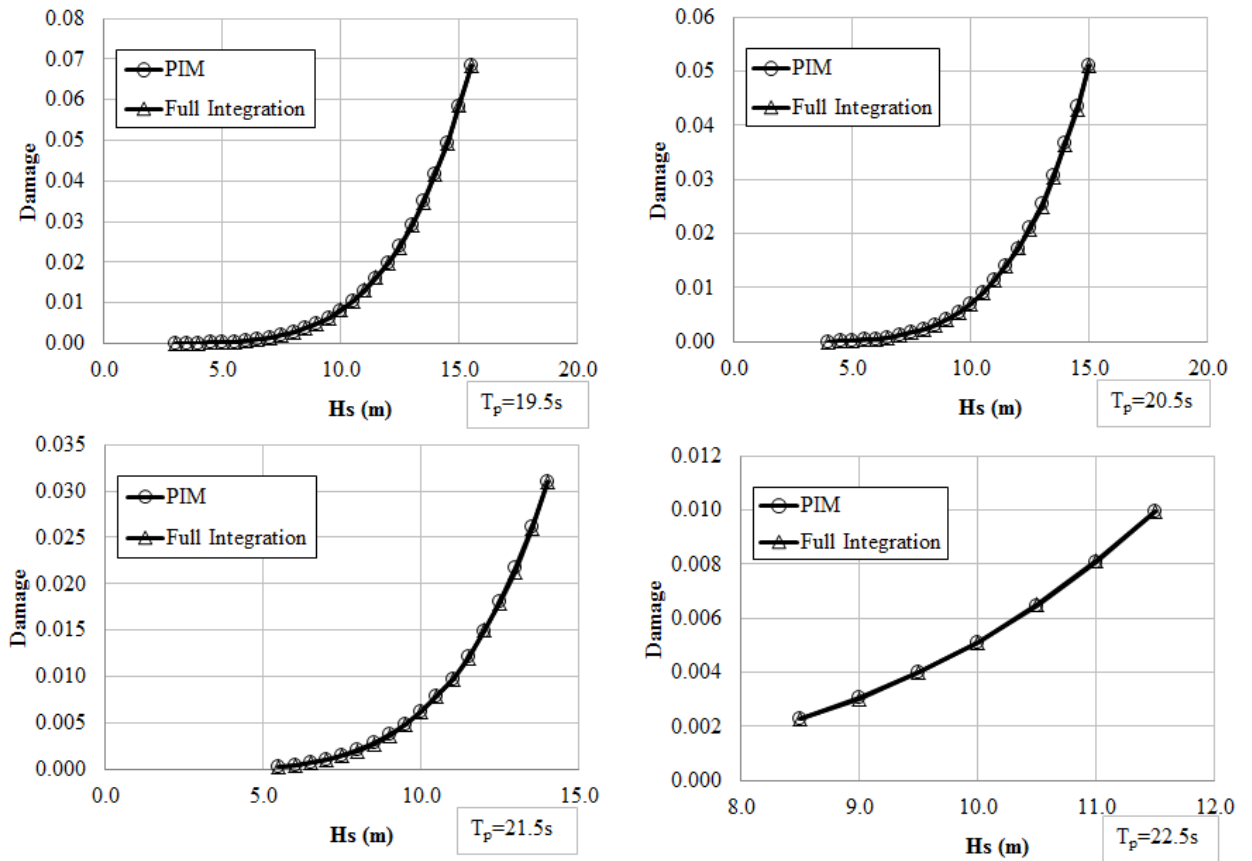 0.08
0.07
0.06
0.05
0.04
0.03
0.02
0.01
0.00
Damage
PIM
Full Integration
0.0 5.0 10.0 15.0 20.0
Hs (m)
Tp=19.5s
0.06
0.05
0.04
0.03
0.02
0.01
0.00
Damage
PIM
Full Integration
0.0 5.0 10.0 15.0 20.0
Hs (m)
Tp=20.5s
0.035
0.030
0.025
0.020
0.015
0.010
0.005
0.000
Damage
PIM
Full Integration
0.0 5.0 10.0 15.0
Hs (m)
Tp=21.5s
0.012
0.010
0.008
0.006
0.004
0.002
0.000
Damage
PIM
Full Integration
8.0 9.0 10.0 11.0 12.0
Hs (m)
Tp=22.5s